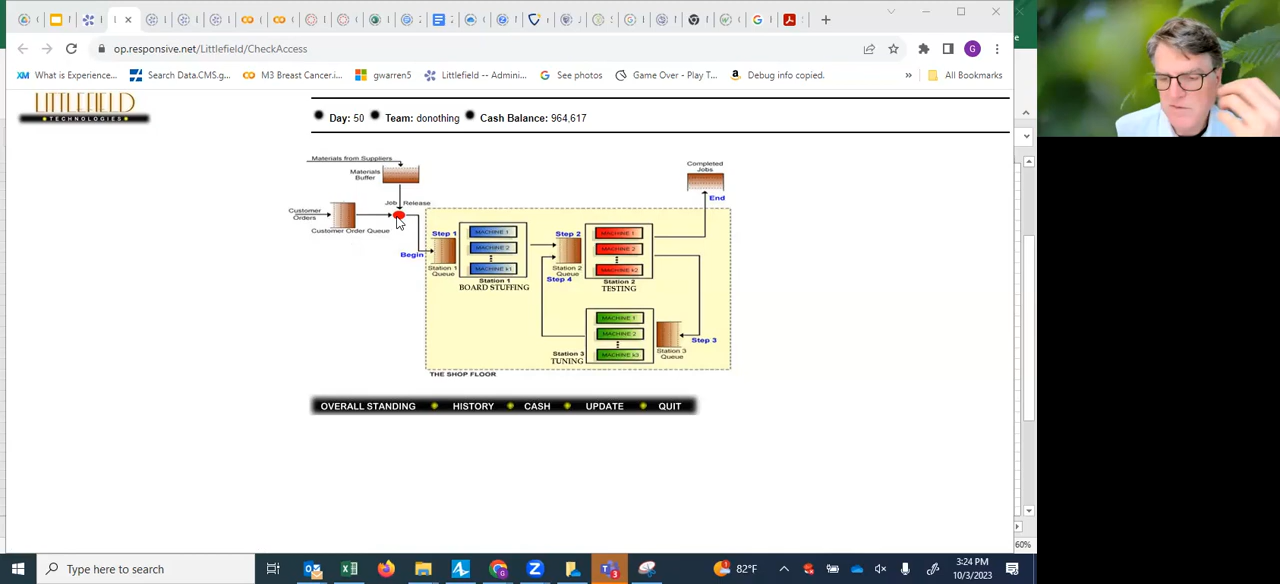 op.responsive.net/Littlefield/CheckAccess
G
XM What is Experience...
Search Data.CMS.g...
M3 Breast Cancer.i...
gwarren5
Littlefield -- Admini...
See photos
Game Over - Play T...
Debug info copied.
»
All Bookmarks
LITTLEFIELD
TECHNOLOGIES
Day: 50 Team: donothing Cash Balance: 964,617
Materials from Suppliers
Materials
Buffer
Job Release
Customer
Orders
Customer Order Queue
Begin
Step 1
Station 1
Queue
MACHINE 1
MACHINE 2
MACHINE k1
Station 1
BOARD STUFFING
Step 2
Station 2
Queue
Step 4
MACHINE 1
MACHINE 2
MACHINE k2
Station 2
TESTING
Completed
Jobs
End
MACHINE 1
MACHINE 2
MACHINE k3
Station 3
TUNING
Station 3
Queue
Step 3
THE SHOP FLOOR
OVERALL STANDING HISTORY CASH UPDATE QUIT
60%
Type here to search
82°F
3:24 PM
10/3/2023